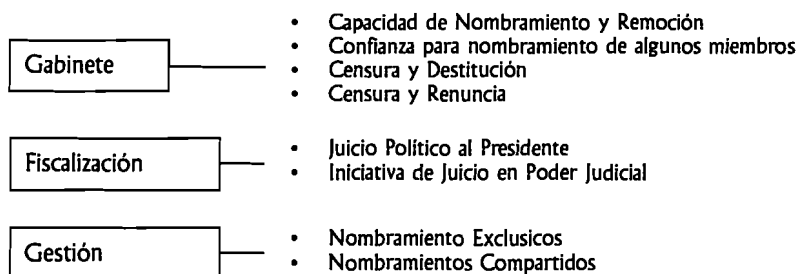 Gabinete
• Capacidad de Nombramiento y Remoción
• Confianza para nombramiento de algunos miembros
• Censura y Destitución
• Censura y Renuncia
Fiscalización
• Juicio Político al Presidente
• Iniciativa de Juicio en Poder Judicial
Gestión
• Nombramiento Exclusicos
• Nombramientos Compartidos